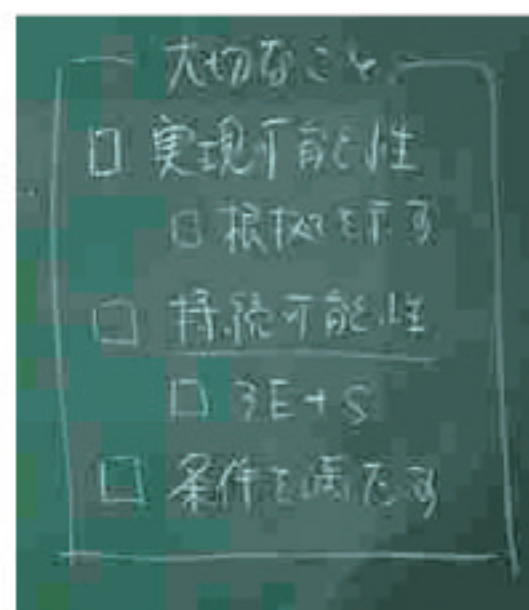 大切なこと
□ 実現可能性
□ 根拠を示す
□ 持続可能性
□ 3E+S
□ 条件を満たす